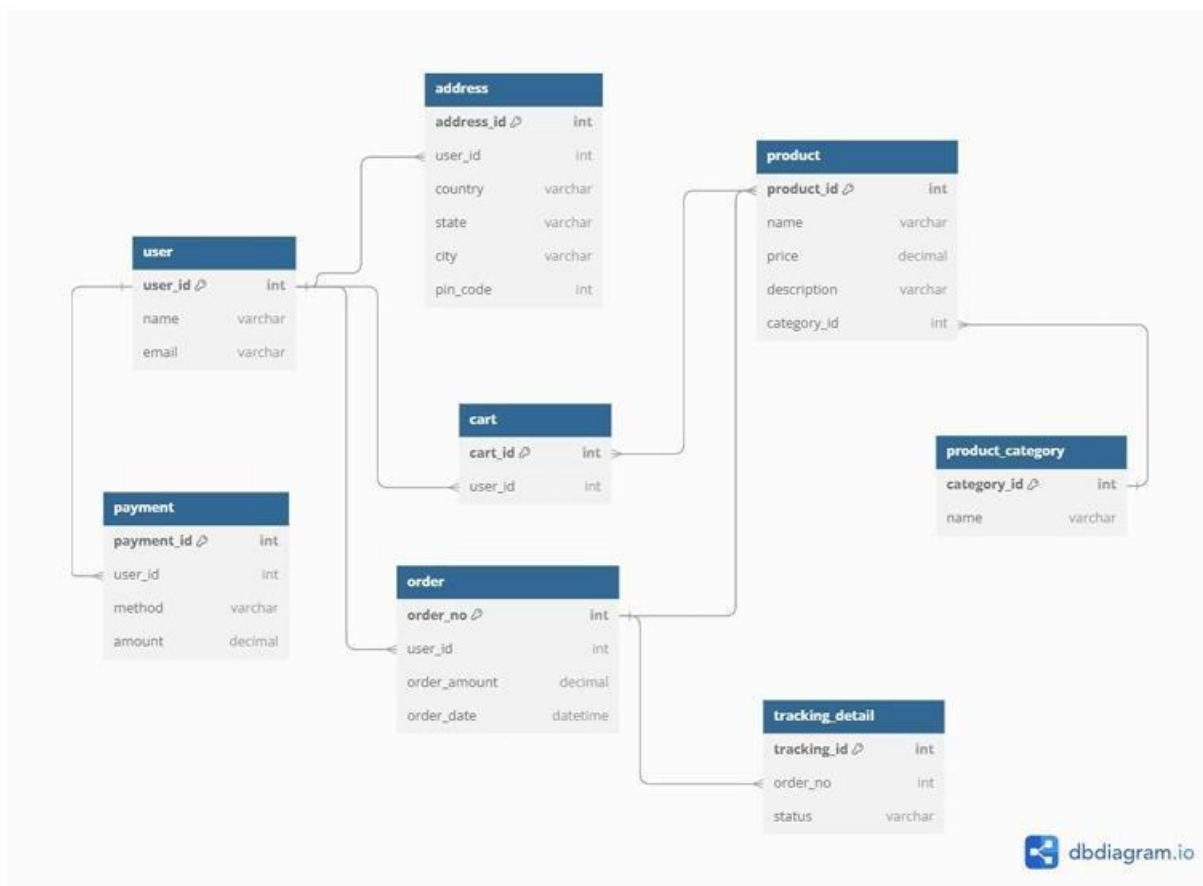 address
address_id int
user_id int
country varchar
state varchar
city varchar
pin_code int
product
product_id int
name varchar
price decimal
description varchar
category_id int
user
user_id int
name varchar
email varchar
cart
cart_id int
user_id int
product_category
category_id int
name varchar
payment
payment_id int
user_id int
method varchar
amount decimal
order
order_no int
user_id int
order_amount decimal
order_date datetime
tracking_detail
tracking_id int
order_no int
status varchar
dbdiagram.io